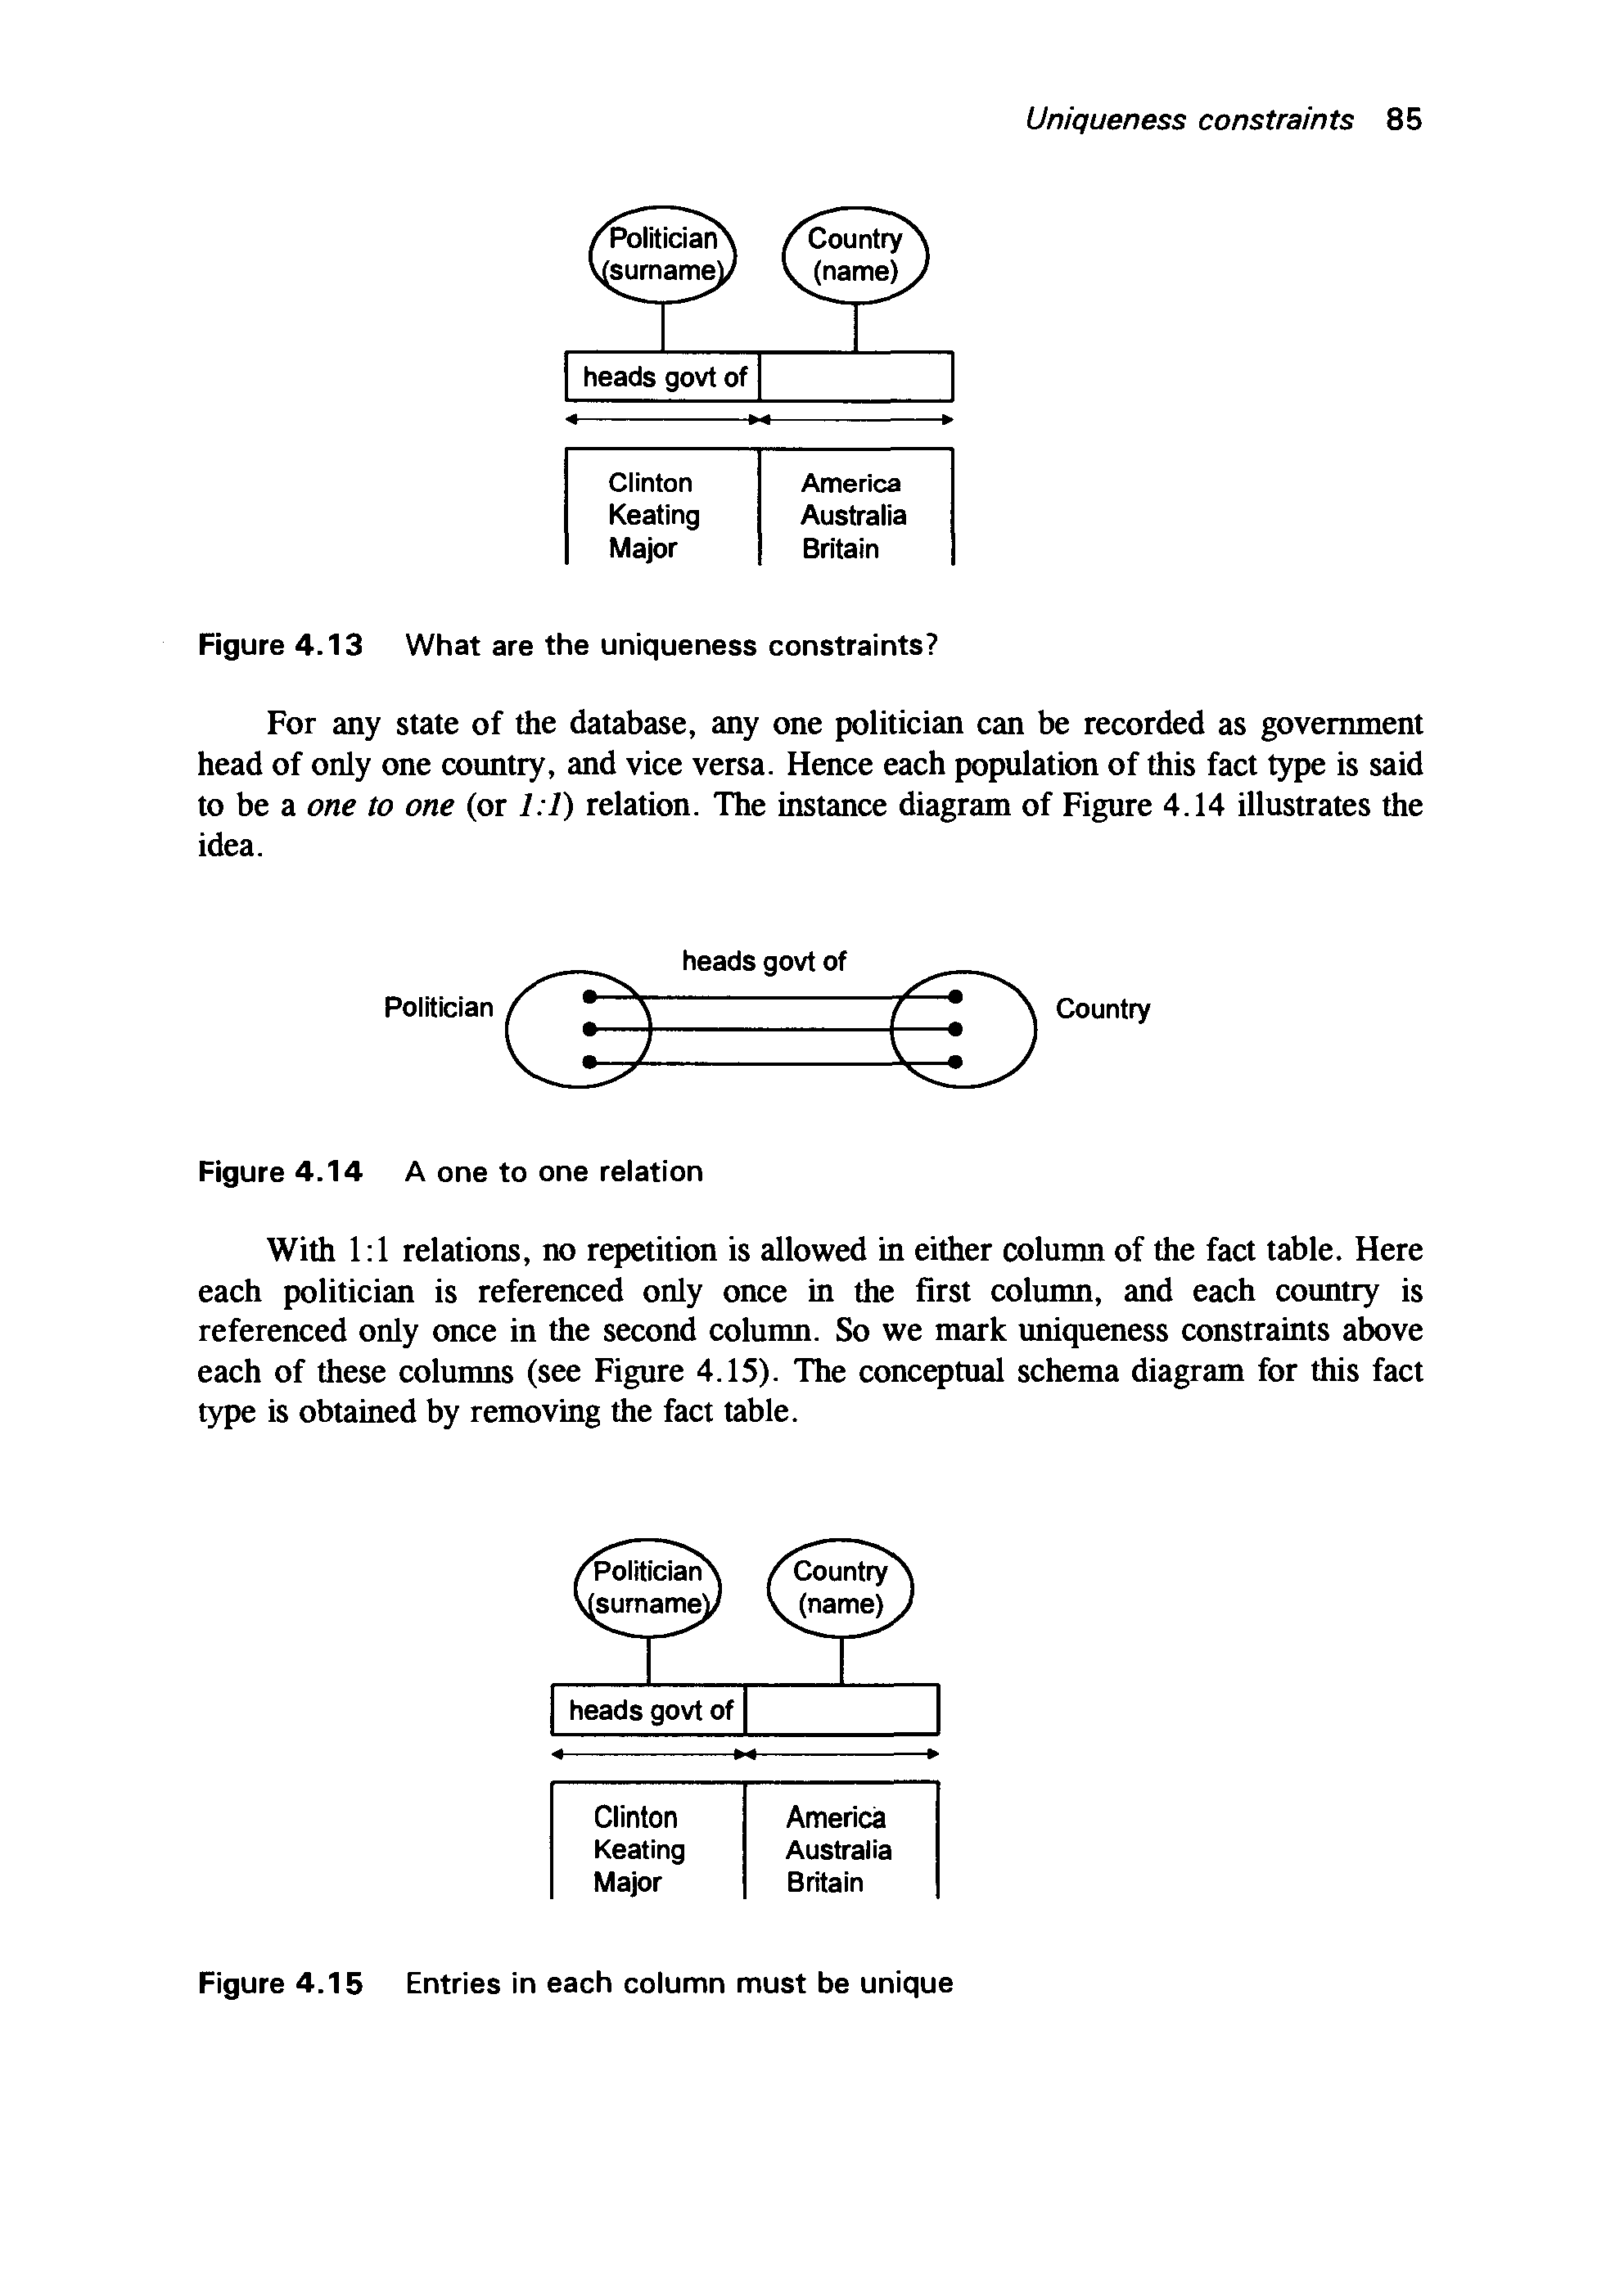 Uniqueness constraints 85
Politician
(surname)
Country
(name)
heads govt of
Clinton America
Keating Australia
Major Britain
Figure 4.13 What are the uniqueness constraints?
For any state of the database, any one politician can be recorded as government
head of only one country, and vice versa. Hence each population of this fact type is said
to be a one to one (or 1:1) relation. The instance diagram of Figure 4.14 illustrates the
idea.
heads govt of
Politician
Country
Figure 4.14 A one to one relation
With 1:1 relations, no repetition is allowed in either column of the fact table. Here
each politician is referenced only once in the first column, and each country is
referenced only once in the second column. So we mark uniqueness constraints above
each of these columns (see Figure 4.15). The conceptual schema diagram for this fact
type is obtained by removing the fact table.
Politician
(surname)
Country
(name)
heads govt of
Clinton America
Keating Australia
Major Britain
Figure 4.15 Entries in each column must be unique